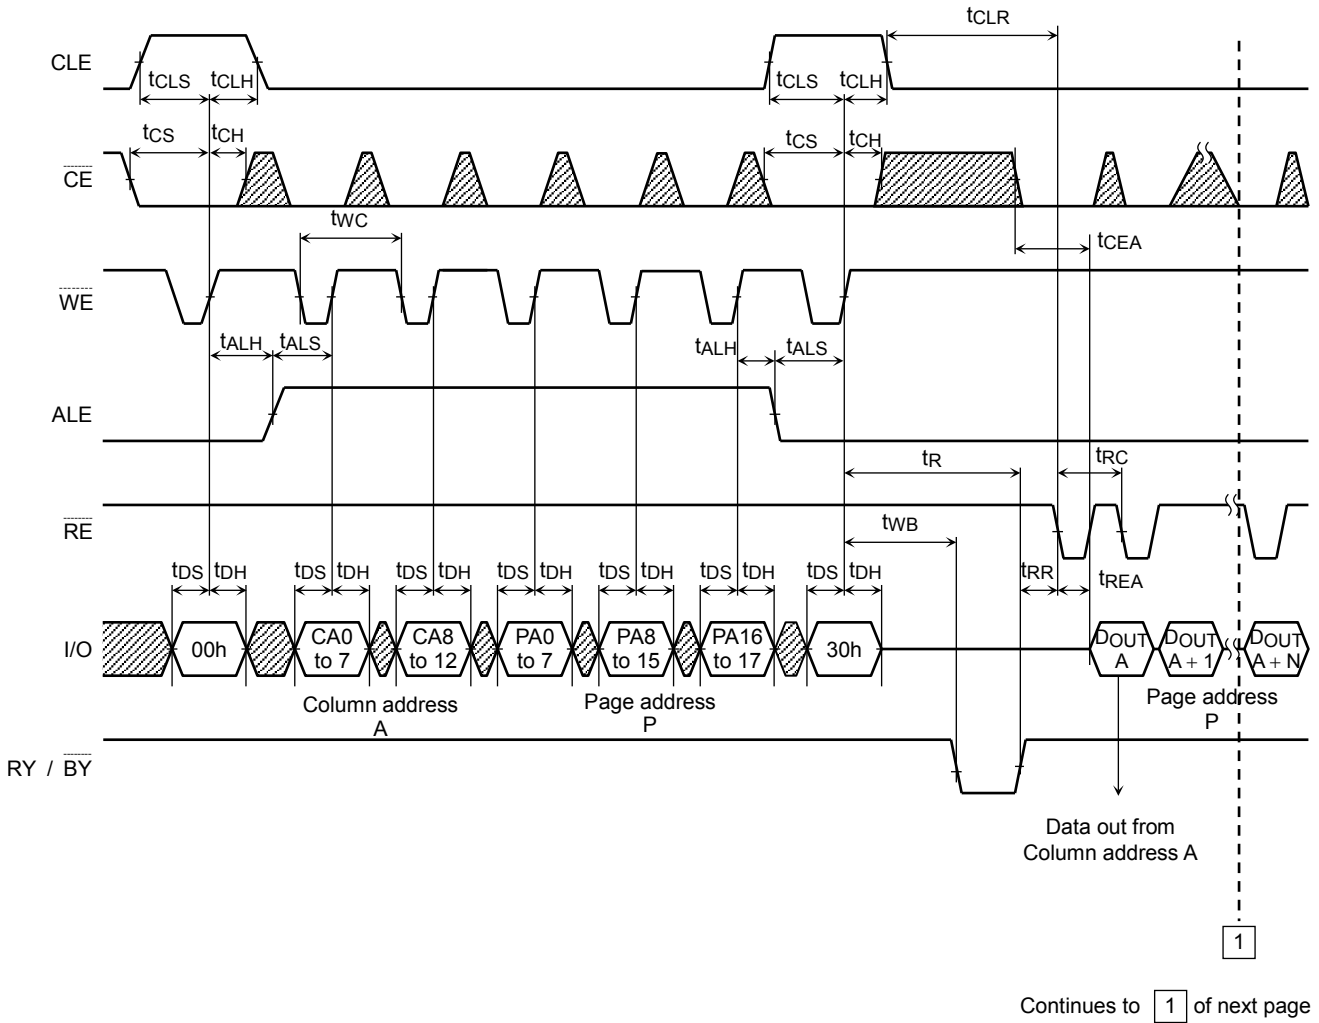 tCLR
CLE
tCLS tCLH tCLS tCLH
tCS tCH tCS tCH
CE
tWC
tCEA
WE
tALH tALS tALH tALS
ALE
tR tRC
RE
tWB
tDS tDH tDS tDH tDS tDH tDS tDH tDS tDH tDS tDH tDS tDH tRR tREA
I/O
00h
CA0 to 7
CA8 to 12
PA0 to 7
PA8 to 15
PA16 to 17
30h
DOUT A
DOUT A + 1
DOUT A + N
Column address A
Page address P
Page address P
RY / BY
Data out from
Column address A
1
Continues to 1 of next page